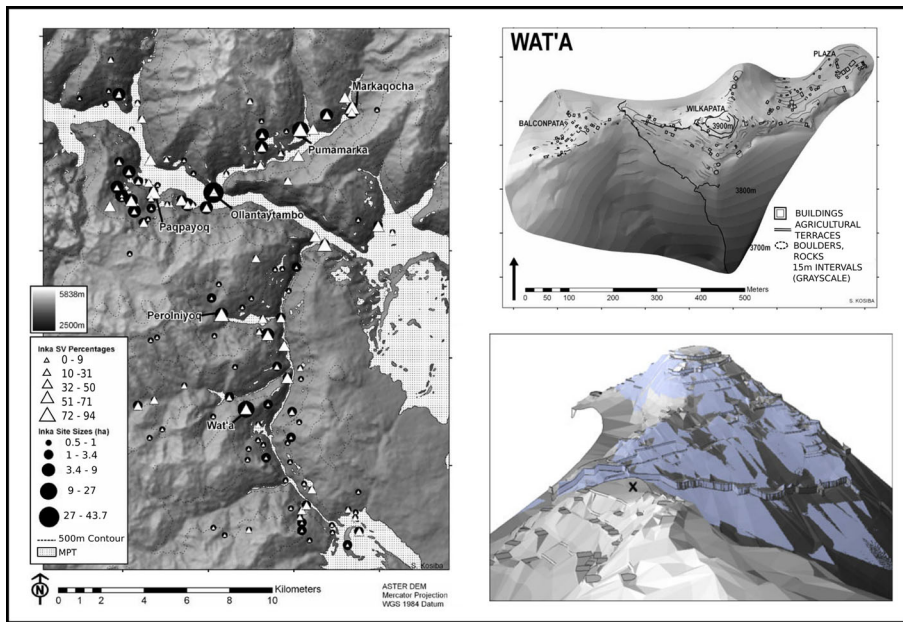 Markaqocha
Pumamarka
Ollantaytambo
Paqpayoq
Perolniyoq
Wat'a
5838m
2500m
Inka SV Percentages
0 - 9
10 -31
32 - 50
51 -71
72 - 94
Inka Site Sizes (ha)
0.5 - 1
1 - 3.4
3.4 - 9
9 - 27
27 - 43.7
500m Contour
MPT
S. Kosiba
Kilometers
0 1 2 4 6 8 10
ASTER DEM
Mercator Projection
WGS 1984 Datum
WAT'A
PLAZA
WILKAPATA
BALCONPATA
3900m
3800m
3700m
BUILDINGS
AGRICULTURAL
TERRACES
BOULDERS,
ROCKS
15m INTERVALS
(GRAYSCALE)
Meters
0 50 100 200 300 400 500
S. KOSIBA
X